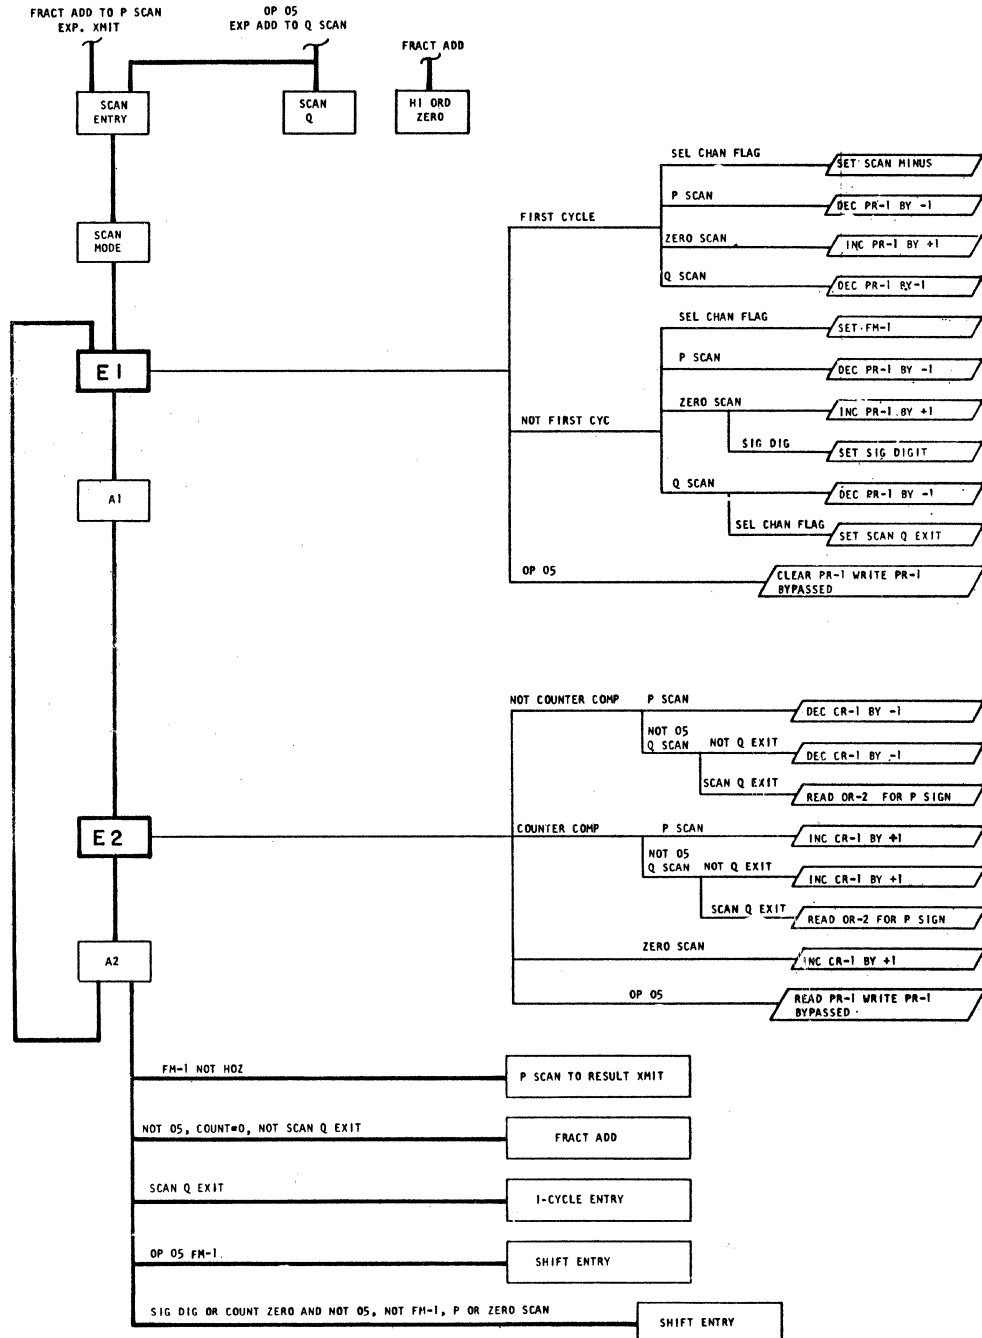 FRACT ADD TO P SCAN
EXP. XMIT
OP 05
EXP ADD TO Q SCAN
FRACT ADD
SCAN
ENTRY
SCAN
Q
HI ORD
ZERO
SEL CHAN FLAG
SET SCAN MINUS
P SCAN
DEC PR-1 BY -1
SCAN
MODE
FIRST CYCLE
ZERO SCAN
INC PR-1 BY +1
Q SCAN
DEC PR-1 BY-1
SEL CHAN FLAG
SET FM-1
E1
P SCAN
DEC PR-1 BY -1
ZERO SCAN
INC PR-1 BY +1
NOT FIRST CYC
SIG DIG
SET SIG DIGIT
Q SCAN
DEC PR-1 BY -1
A1
SEL CHAN FLAG
SET SCAN Q EXIT
OP 05
CLEAR PR-1 WRITE PR-1
BYPASSED
NOT COUNTER COMP
P SCAN
DEC CR-1 BY -1
NOT 05
Q SCAN
NOT Q EXIT
DEC CR-1 BY -1
SCAN Q EXIT
READ OR-2 FOR P SIGN
E2
COUNTER COMP
P SCAN
INC CR-1 BY +1
NOT 05
Q SCAN
NOT Q EXIT
INC CR-1 BY +1
SCAN Q EXIT
READ OR-2 FOR P SIGN
A2
ZERO SCAN
INC CR-1 BY +1
OP 05
READ PR-1 WRITE PR-1
BYPASSED
FM-1 NOT HOZ
P SCAN TO RESULT XMIT
NOT 05, COUNT=0, NOT SCAN Q EXIT
FRACT ADD
SCAN Q EXIT
I-CYCLE ENTRY
OP 05 FM-1
SHIFT ENTRY
SIG DIG OR COUNT ZERO AND NOT 05, NOT FM-1, P OR ZERO SCAN
SHIFT ENTRY